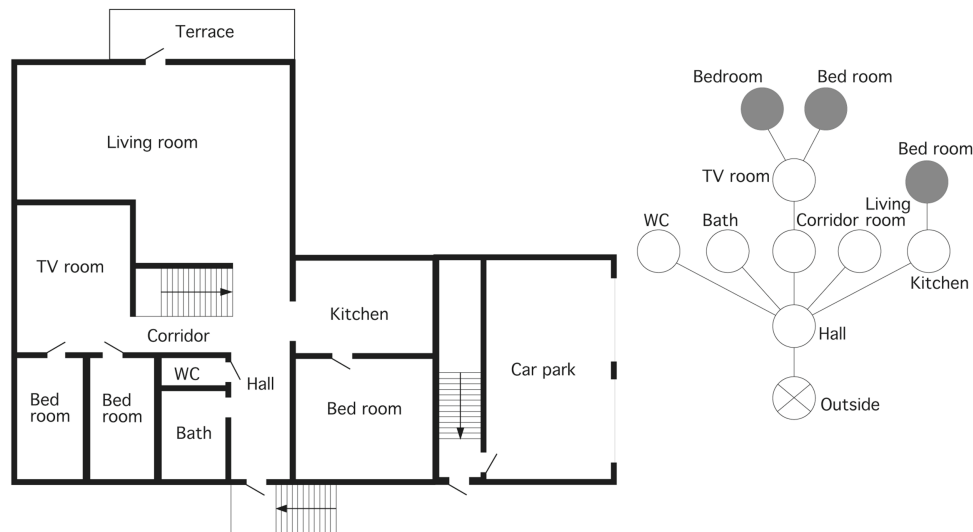 Terrace
Living room
TV room
Kitchen
Corridor
Car park
WC
Hall
Bed
room
Bed
room
Bed room
Bath
Bedroom
Bed room
Bed room
TV room
Living
room
WC
Bath
Corridor
Kitchen
Hall
Outside